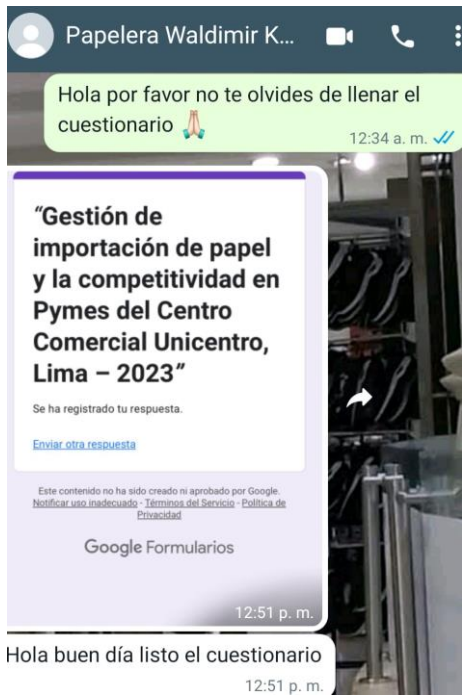 Papelera Waldimir K...
Hola por favor no te olvides de llenar el
cuestionario 🙏🏻
12:34 a. m.
“Gestión de
importación de papel
y la competitividad en
Pymes del Centro
Comercial Unicentro,
Lima – 2023”
Se ha registrado tu respuesta.
Enviar otra respuesta
Este contenido no ha sido creado ni aprobado por Google.
Notificar uso inadecuado - Términos del Servicio - Política de
Privacidad
Google Formularios
12:51 p. m.
Hola buen día listo el cuestionario
12:51 p. m.